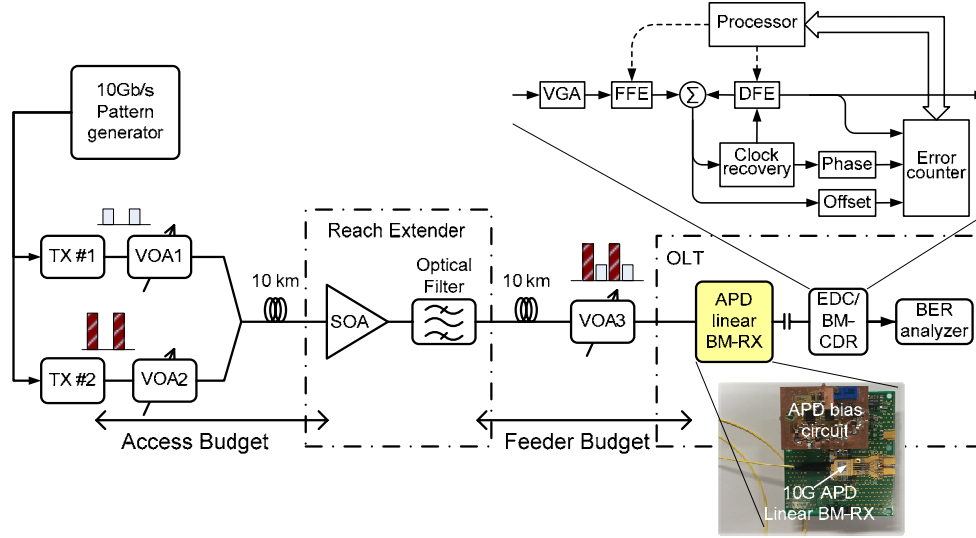 Processor
VGA
FFE
Σ
DFE
Clock
recovery
Phase
Offset
Error
counter
10Gb/s
Pattern
generator
TX #1
VOA1
TX #2
VOA2
Access Budget
10 km
Reach Extender
SOA
Optical
Filter
10 km
VOA3
Feeder Budget
OLT
APD
linear
BM-RX
EDC/
BM-
CDR
BER
analyzer
APD bias
circuit
10G APD
Linear BM-RX